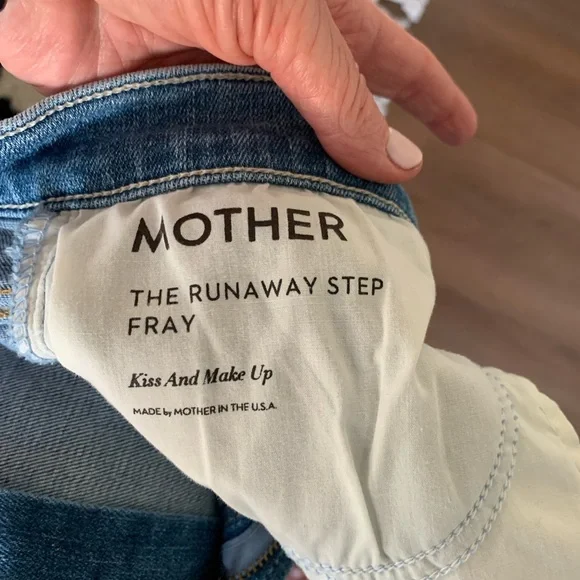 MOTHER
THE RUNAWAY STEP
FRAY
Kiss And Make Up
MADE by MOTHER IN THE U.S.A.